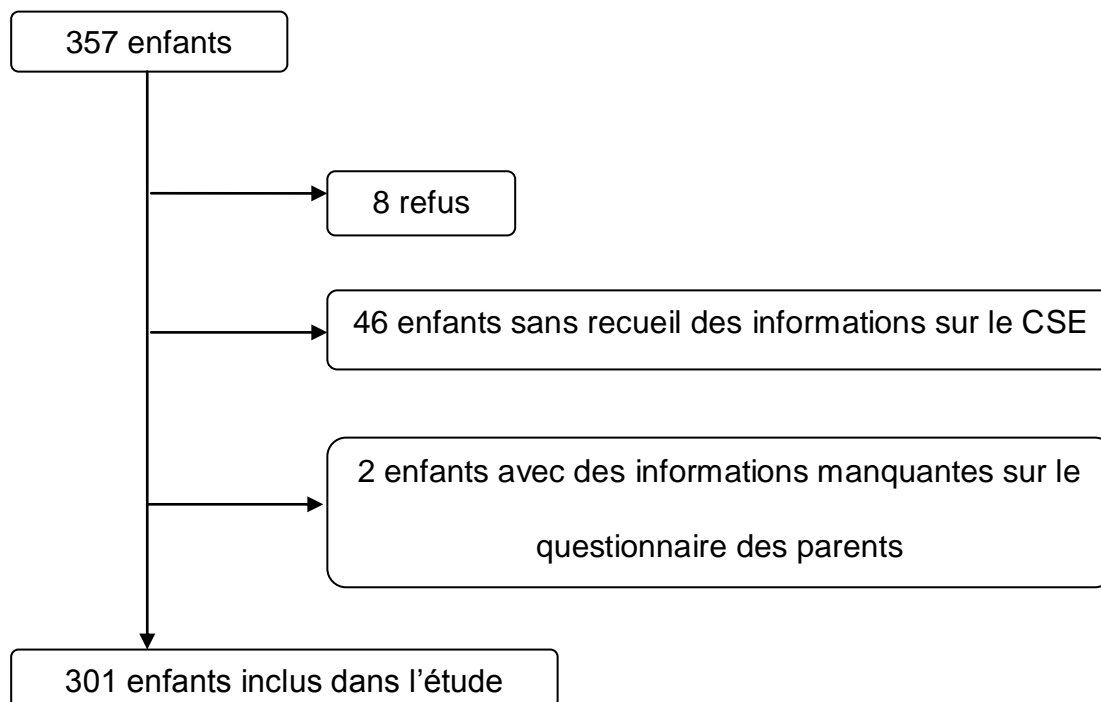 357 enfants
8 refus
46 enfants sans recueil des informations sur le CSE
2 enfants avec des informations manquantes sur le
questionnaire des parents
301 enfants inclus dans l’étude